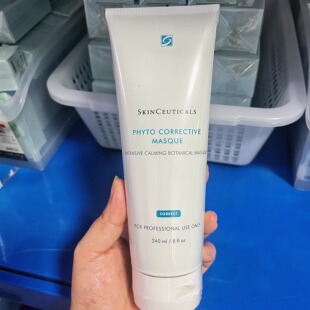 SKINCEUTICALS
PHYTO CORRECTIVE
MASQUE
INTENSIVE CALMING BOTANICAL MASQUE
CORRECT
FOR PROFESSIONAL USE ONLY
240 ml / 8 fl oz